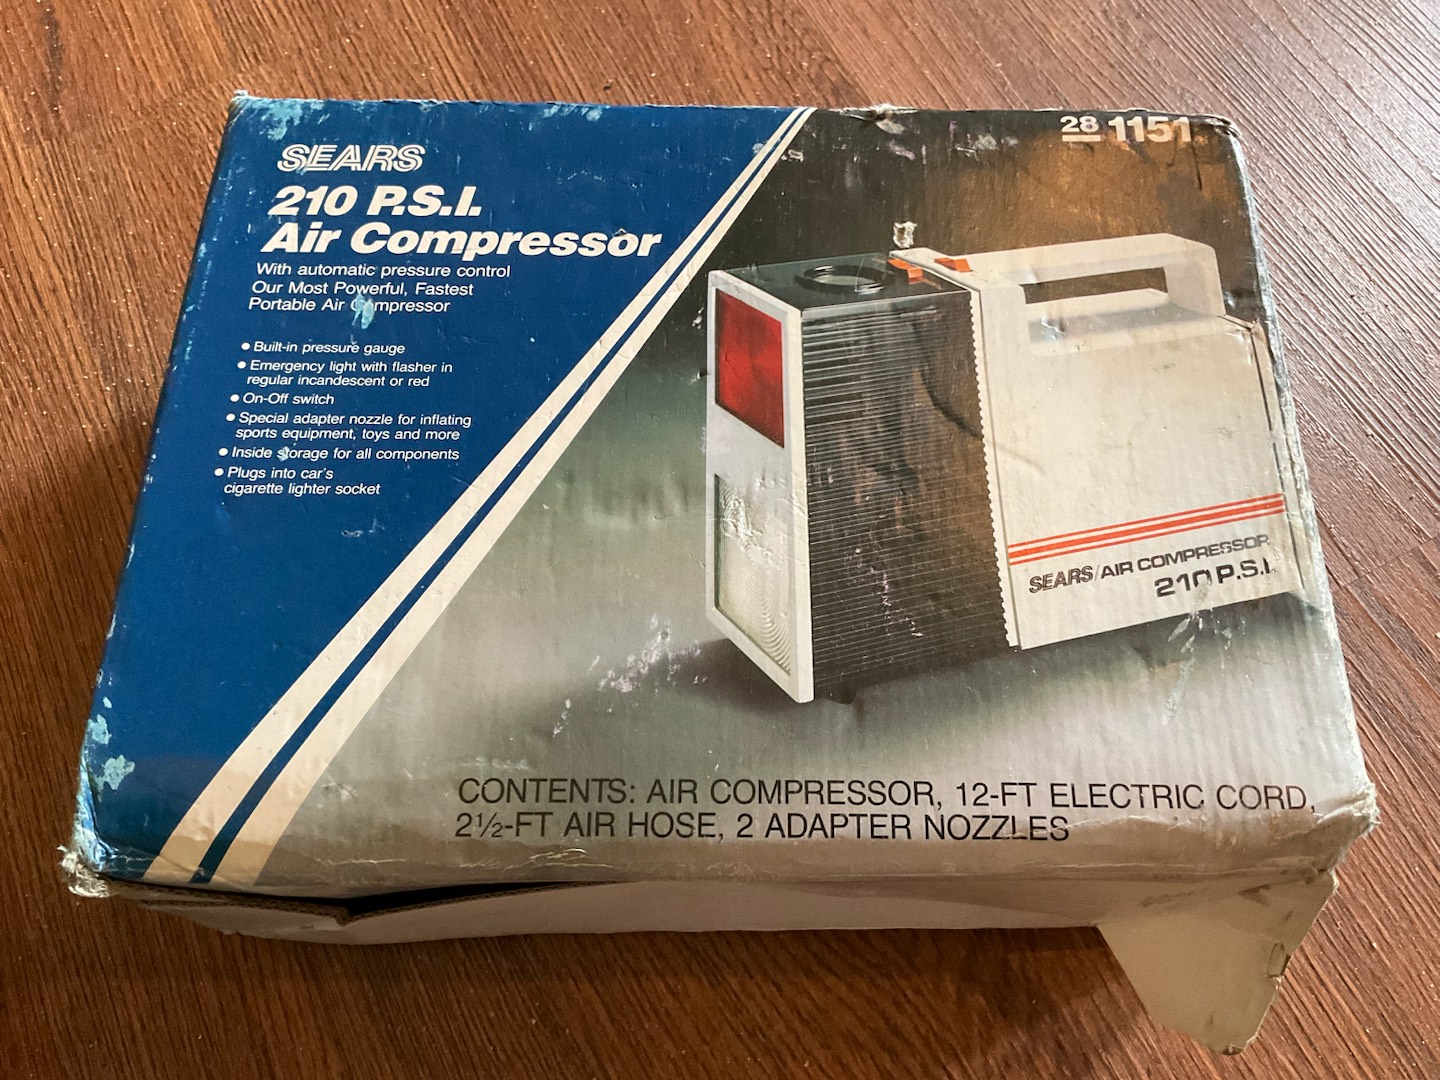 SEARS
210 P.S.I.
Air Compressor
With automatic pressure control
Our Most Powerful, Fastest
Portable Air Compressor
● Built-in pressure gauge
● Emergency light with flasher in
regular incandescent or red
● On-Off switch
● Special adapter nozzle for inflating
sports equipment, toys and more
● Inside storage for all components
● Plugs into car's
cigarette lighter socket
28 1151
SEARS/AIR COMPRESSOR
210 P.S.I.
CONTENTS: AIR COMPRESSOR, 12-FT ELECTRIC CORD,
2½-FT AIR HOSE, 2 ADAPTER NOZZLES